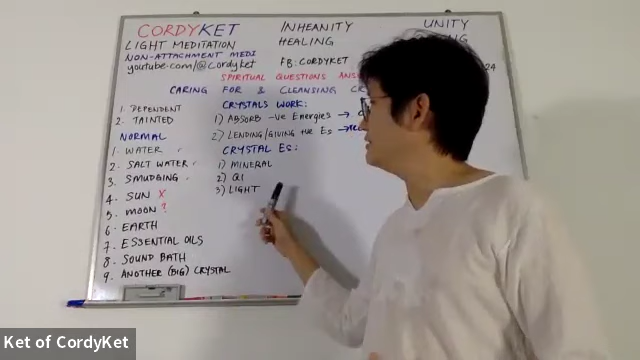 CORDYKET
LIGHT MEDITATION
NON-ATTACHMENT MEDI
youtube.com/@Cordyket
INHEANITY
HEALING
FB: CORDYKET
UNITY
24
SPIRITUAL QUESTIONS
CARING FOR & CLEANSING
1. DEPENDENT
2. TAINTED
NORMAL
1. WATER
2. SALT WATER
3. SMUDGING
4. SUN X
5. MOON ?
6. EARTH
7. ESSENTIAL OILS
8. SOUND BATH
9. ANOTHER (BIG) CRYSTAL
CRYSTALS WORK:
1) ABSORB -ve Energies →
2) LENDING/GIVING +ve Es →
CRYSTAL Es:
1) MINERAL
2) QI
3) LIGHT
Ket of CordyKet